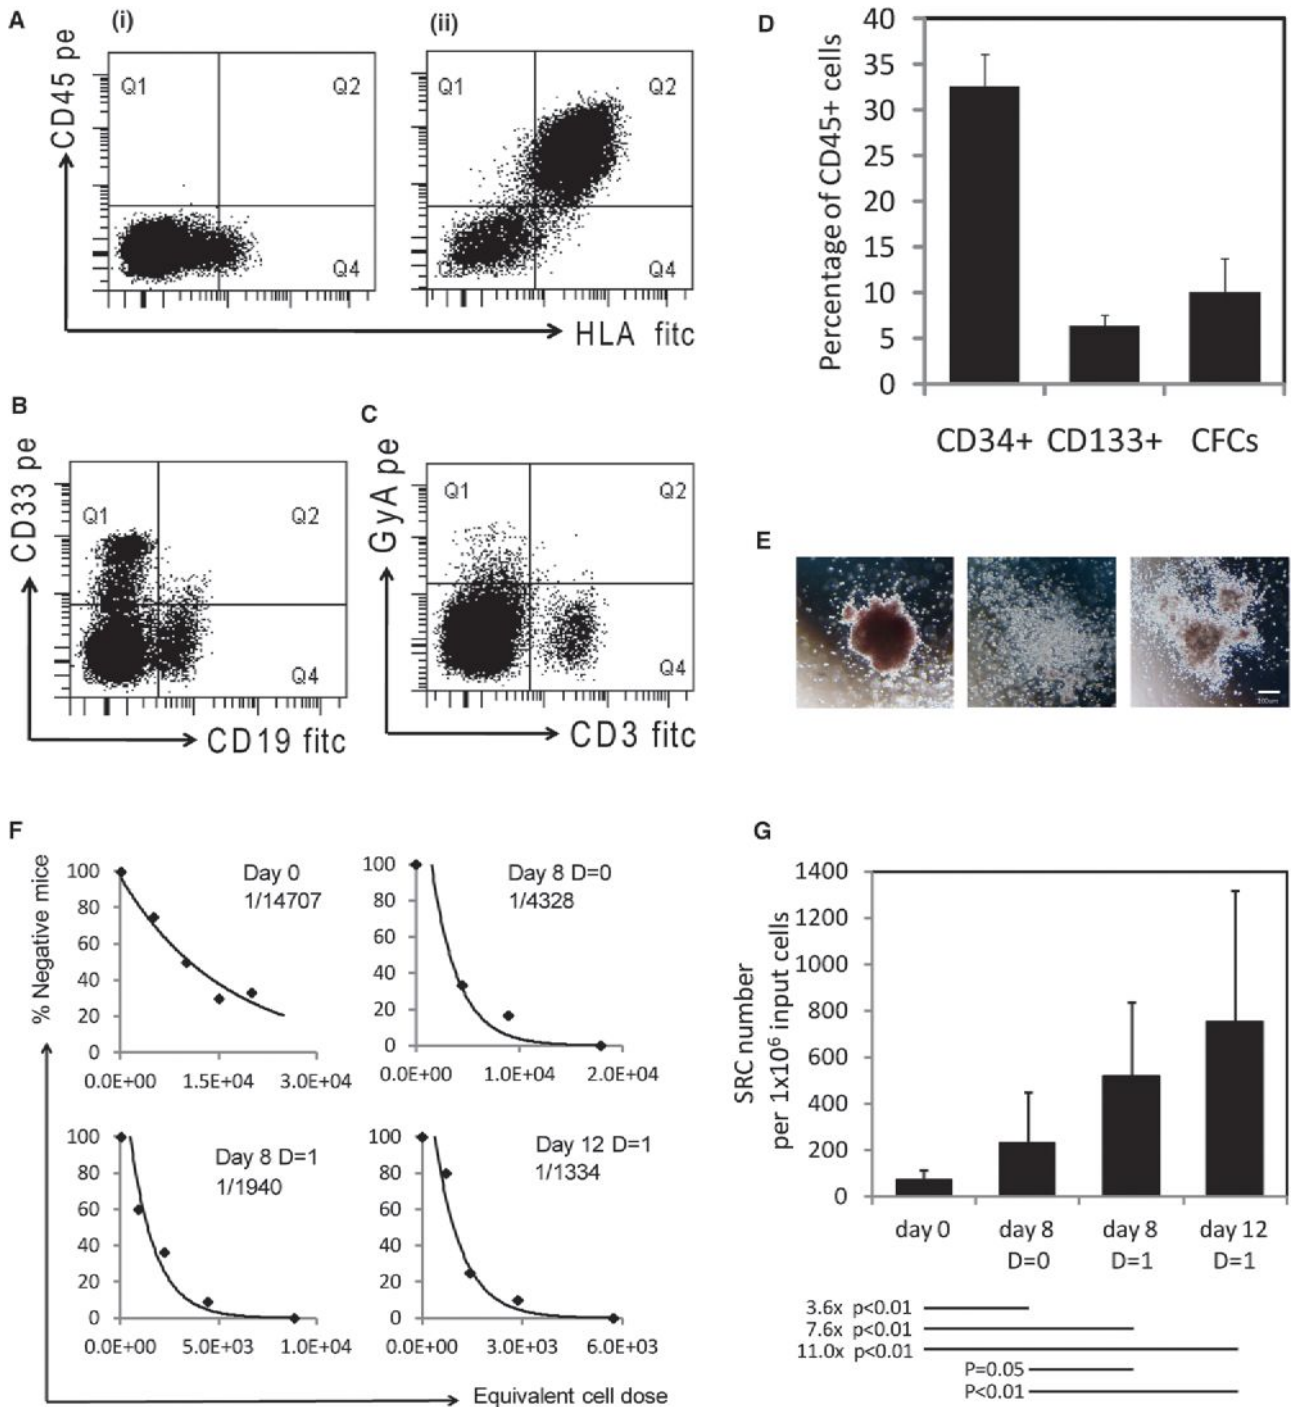 A
(i)
(ii)
CD45 pe
Q1
Q2
Q4
Q1
Q2
Q4
HLA fitc
B
CD33 pe
Q1
Q2
Q4
CD19 fitc
C
GyA pe
Q1
Q2
Q4
CD3 fitc
D
Percentage of CD45+ cells
40
35
30
25
20
15
10
5
0
CD34+ CD133+ CFCs
E
100um
F
% Negative mice
100
80
60
40
20
0
Day 0
1/14707
0.0E+00 1.5E+04 3.0E+04
100
80
60
40
20
0
Day 8 D=0
1/4328
0.0E+00 1.0E+04 2.0E+04
100
80
60
40
20
0
Day 8 D=1
1/1940
0.0E+00 5.0E+03 1.0E+04
100
80
60
40
20
0
Day 12 D=1
1/1334
0.0E+00 3.0E+03 6.0E+03
Equivalent cell dose
G
SRC number
per 1x10⁶ input cells
1400
1200
1000
800
600
400
200
0
day 0 day 8 day 8 day 12
D=0 D=1 D=1
3.6x p<0.01
7.6x p<0.01
11.0x p<0.01
P=0.05
P<0.01